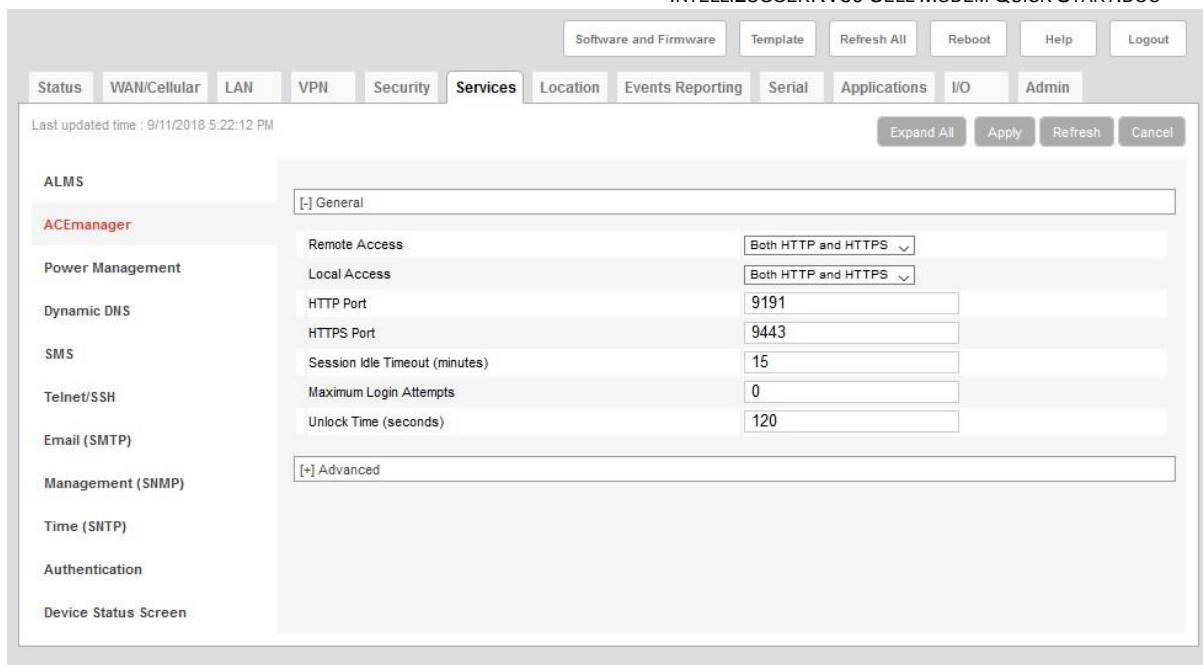 Software and Firmware Template Refresh All Reboot Help Logout
Status WAN/Cellular LAN VPN Security Services Location Events Reporting Serial Applications I/O Admin
Last updated time : 9/11/2018 5:22:12 PM
Expand All Apply Refresh Cancel
ALMS
ACEmanager
Power Management
Dynamic DNS
SMS
Telnet/SSH
Email (SMTP)
Management (SNMP)
Time (SNTP)
Authentication
Device Status Screen
[-] General
Remote Access Both HTTP and HTTPS
Local Access Both HTTP and HTTPS
HTTP Port 9191
HTTPS Port 9443
Session Idle Timeout (minutes) 15
Maximum Login Attempts 0
Unlock Time (seconds) 120
[+] Advanced